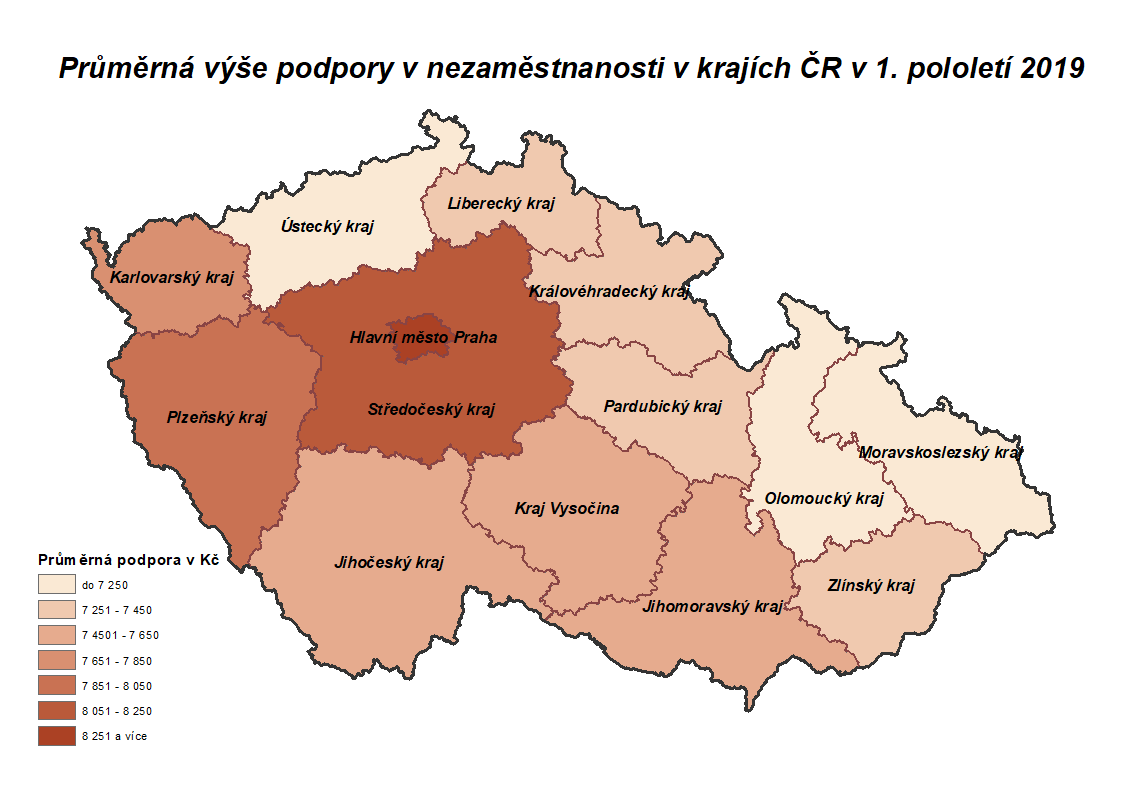 Průměrná výše podpory v nezaměstnanosti v krajích ČR v 1. pololetí 2019
Liberecký kraj
Ústecký kraj
Karlovarský kraj
Královéhradecký kraj
Hlavní město Praha
Středočeský kraj
Pardubický kraj
Plzeňský kraj
Moravskoslezský kraj
Olomoucký kraj
Kraj Vysočina
Jihočeský kraj
Zlínský kraj
Jihomoravský kraj
Průměrná podpora v Kč
do 7 250
7 251 - 7 450
7 4501 - 7 650
7 651 - 7 850
7 851 - 8 050
8 051 - 8 250
8 251 a více